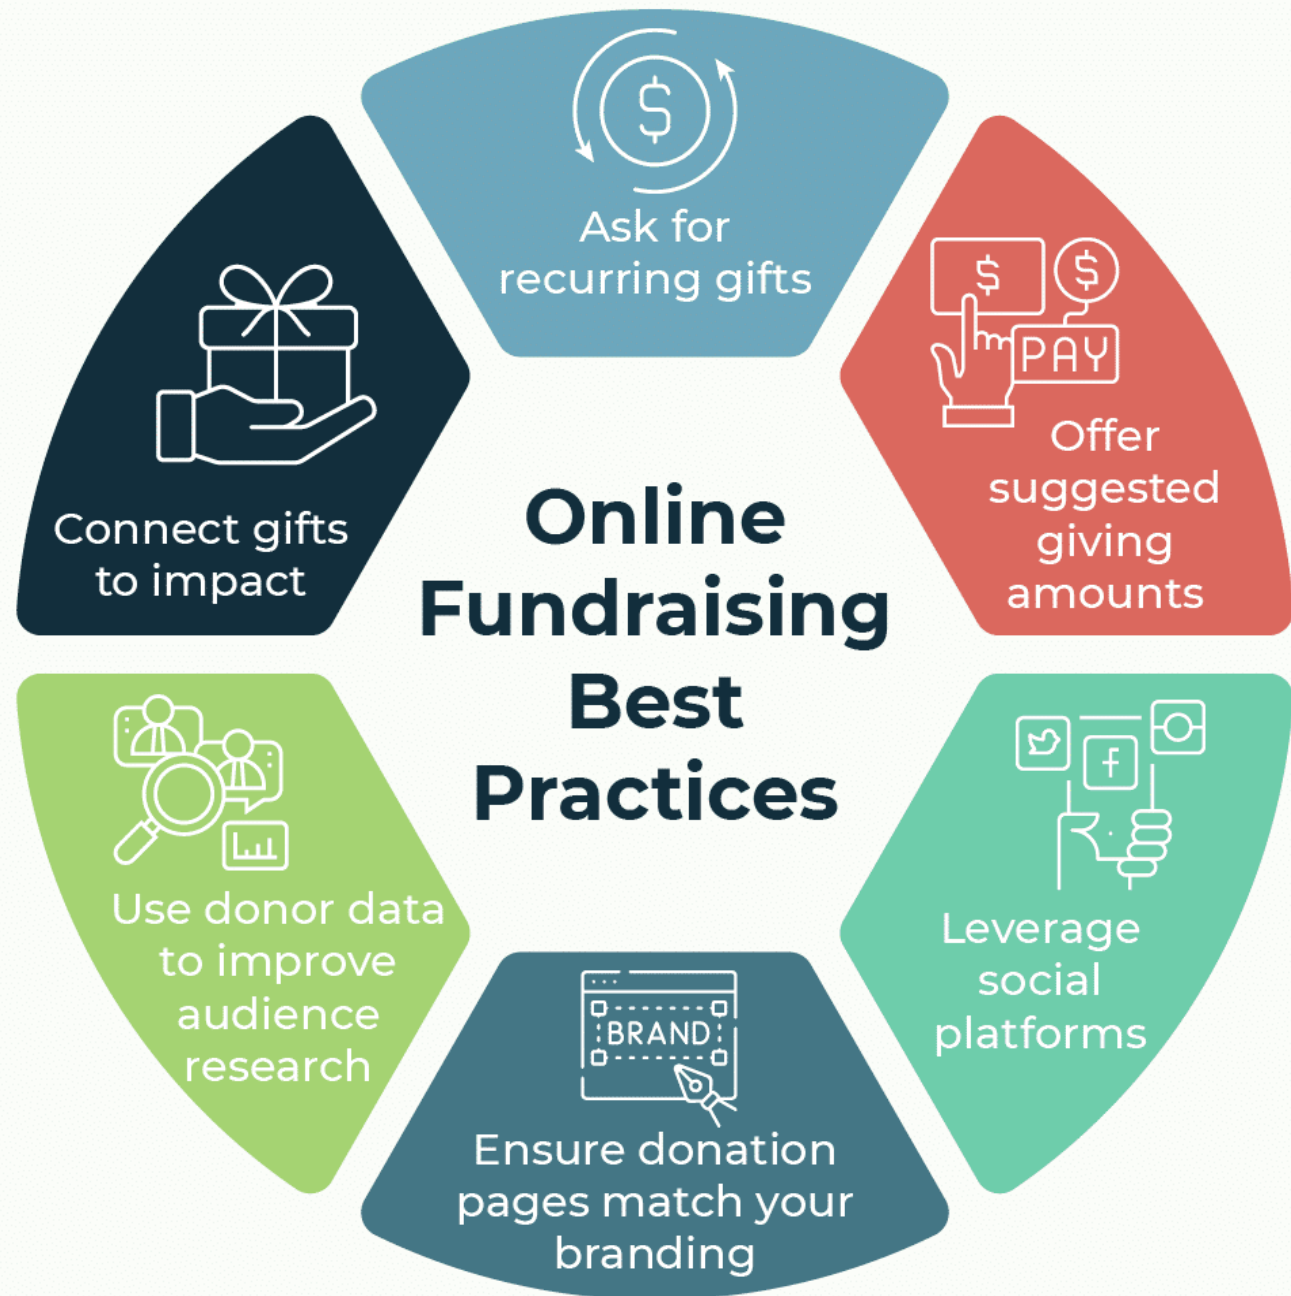 Ask for
recurring gifts
$
$
$
PAY
Offer
suggested
giving
amounts
Connect gifts
to impact
Online
Fundraising
Best
Practices
f
Leverage
social
platforms
BRAND
Ensure donation
pages match your
branding
Use donor data
to improve
audience
research